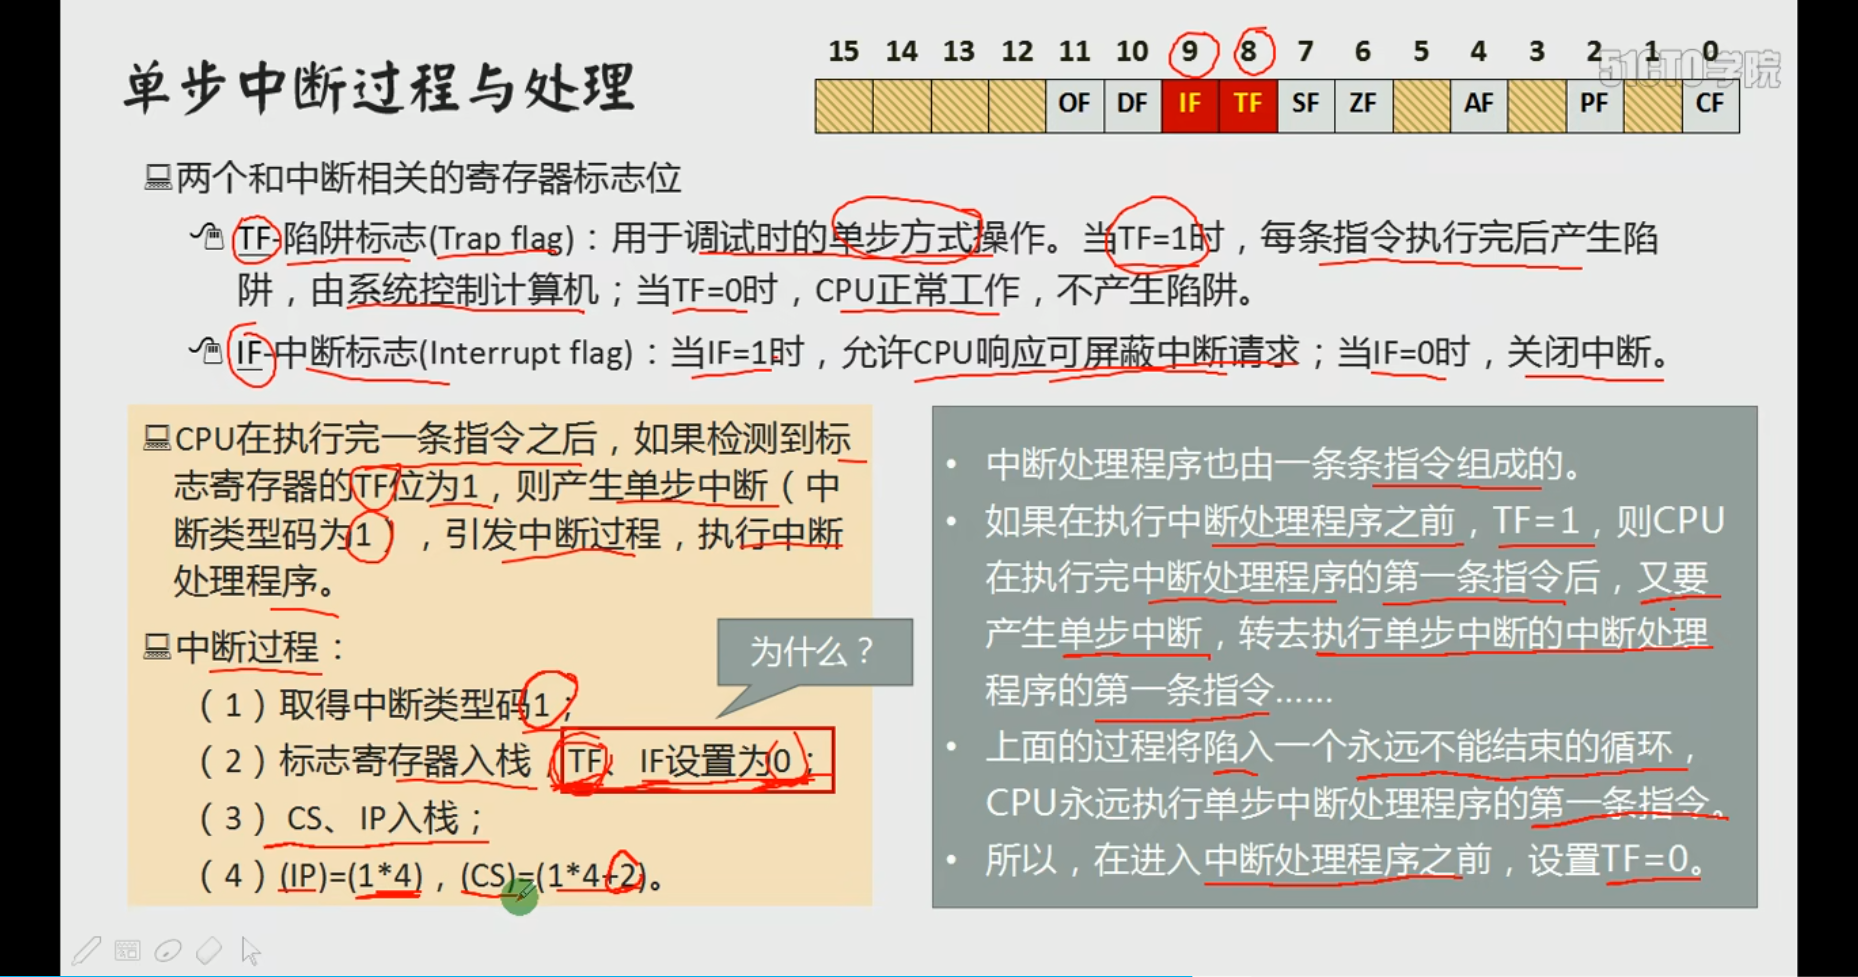 单步中断过程与处理
15 14 13 12 11 10 9 8 7 6 5 4 3 2 1 0
OF DF IF TF SF ZF AF PF CF
51CTO学院
两个和中断相关的寄存器标志位
TF-陷阱标志(Trap flag)：用于调试时的单步方式操作。当TF=1时，每条指令执行完后产生陷
阱，由系统控制计算机；当TF=0时，CPU正常工作，不产生陷阱。
IF-中断标志(Interrupt flag)：当IF=1时，允许CPU响应可屏蔽中断请求；当IF=0时，关闭中断。
CPU在执行完一条指令之后，如果检测到标
志寄存器的TF位为1，则产生单步中断（中
断类型码为1），引发中断过程，执行中断
处理程序。
中断过程：
（1）取得中断类型码1；
（2）标志寄存器入栈，TF、IF设置为0；
（3）CS、IP入栈；
（4）(IP)=(1*4)，(CS)=(1*4+2)。
为什么？
• 中断处理程序也由一条条指令组成的。
• 如果在执行中断处理程序之前，TF=1，则CPU
在执行完中断处理程序的第一条指令后，又要
产生单步中断，转去执行单步中断的中断处理
程序的第一条指令……
• 上面的过程将陷入一个永远不能结束的循环，
CPU永远执行单步中断处理程序的第一条指令。
• 所以，在进入中断处理程序之前，设置TF=0。